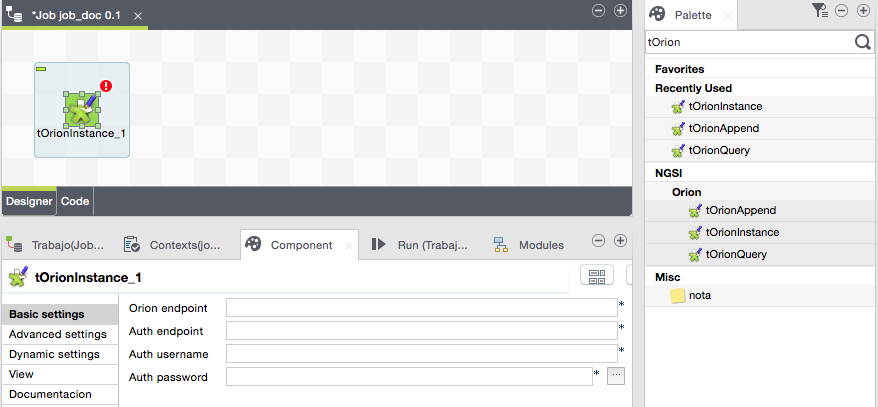 *Job job_doc 0.1
tOrionInstance_1
Designer
Code
Trabajo(Job...
Contexts(jo...
Component
Run (Trabaj...
Modules
tOrionInstance_1
Basic settings
Advanced settings
Dynamic settings
View
Documentacion
Orion endpoint *
Auth endpoint *
Auth username *
Auth password * ...
Palette
tOrion
Favorites
Recently Used
tOrionInstance
tOrionAppend
tOrionQuery
NGSI
Orion
tOrionAppend
tOrionInstance
tOrionQuery
Misc
nota